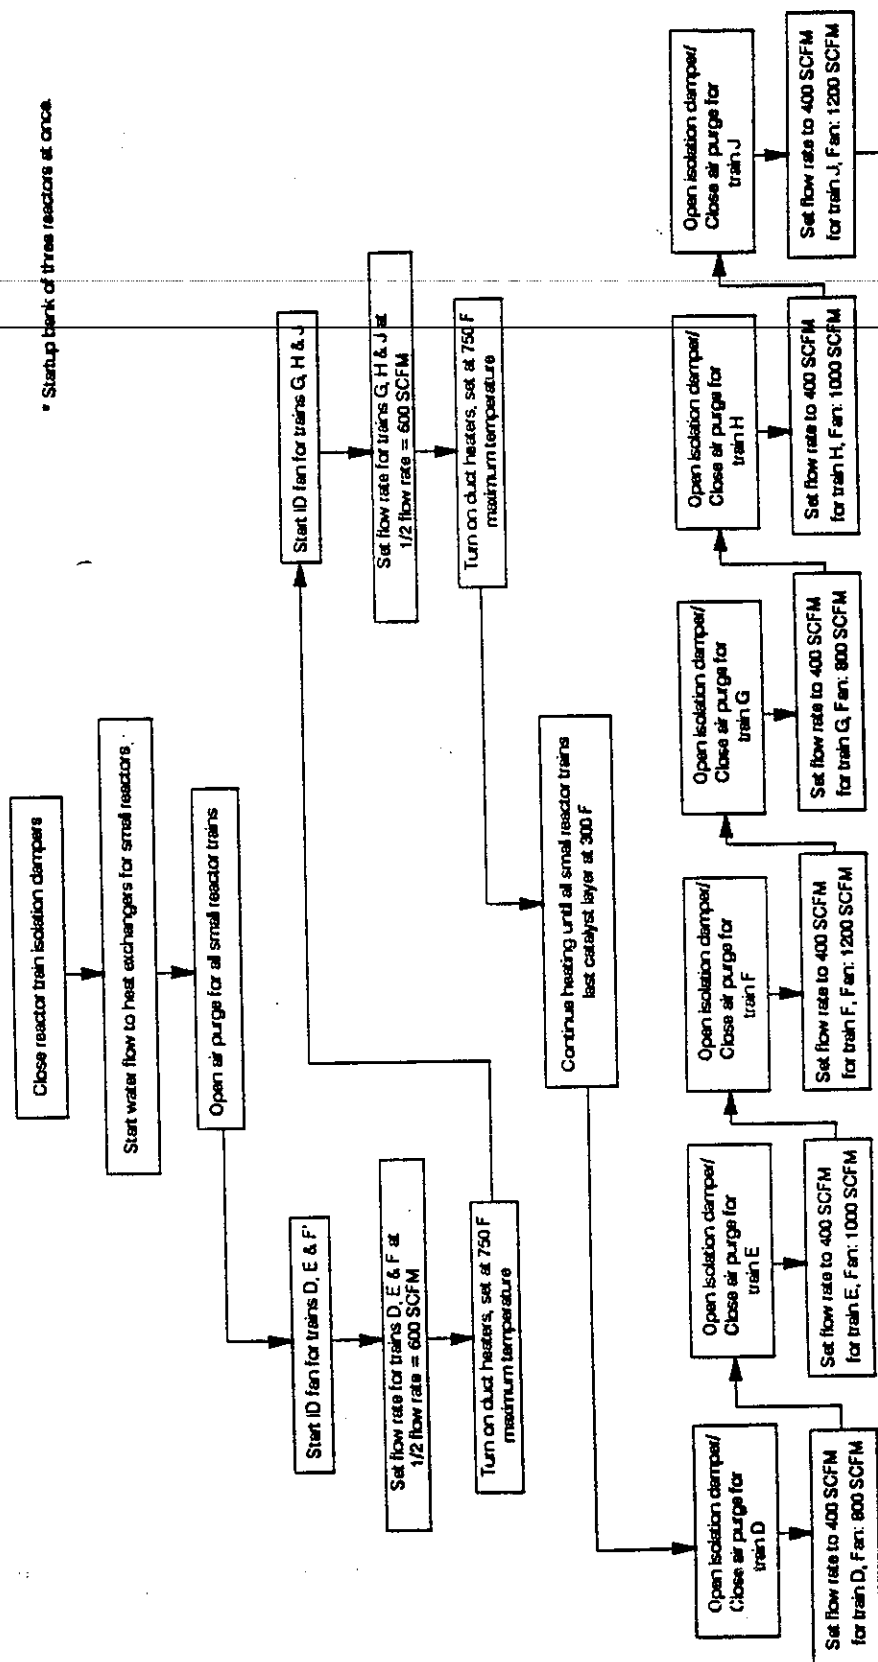 * Startup bank of three reactors at once.
Close reactor train isolation dampers
Start water flow to heat exchangers for small reactors
Open air purge for all small reactor trains
Start ID fan for trains D, E & F
Set flow rate for trains D, E & F at
1/2 flow rate = 600 SCFM
Turn on duct heaters, set at 750 F
maximum temperature
Start ID fan for trains G, H & J
Set flow rate for trains G, H & J at
1/2 flow rate = 600 SCFM
Turn on duct heaters, set at 750 F
maximum temperature
Continue heating until all small reactor trains
last catalyst layer at 300 F
Open isolation damper/
Close air purge for
train D
Set flow rate to 400 SCFM
for train D, Fan: 800 SCFM
Open isolation damper/
Close air purge for
train E
Set flow rate to 400 SCFM
for train E, Fan: 1000 SCFM
Open isolation damper/
Close air purge for
train F
Set flow rate to 400 SCFM
for train F, Fan: 1200 SCFM
Open isolation damper/
Close air purge for
train G
Set flow rate to 400 SCFM
for train G, Fan: 800 SCFM
Open isolation damper/
Close air purge for
train H
Set flow rate to 400 SCFM
for train H, Fan: 1000 SCFM
Open isolation damper/
Close air purge for
train J
Set flow rate to 400 SCFM
for train J, Fan: 1200 SCFM